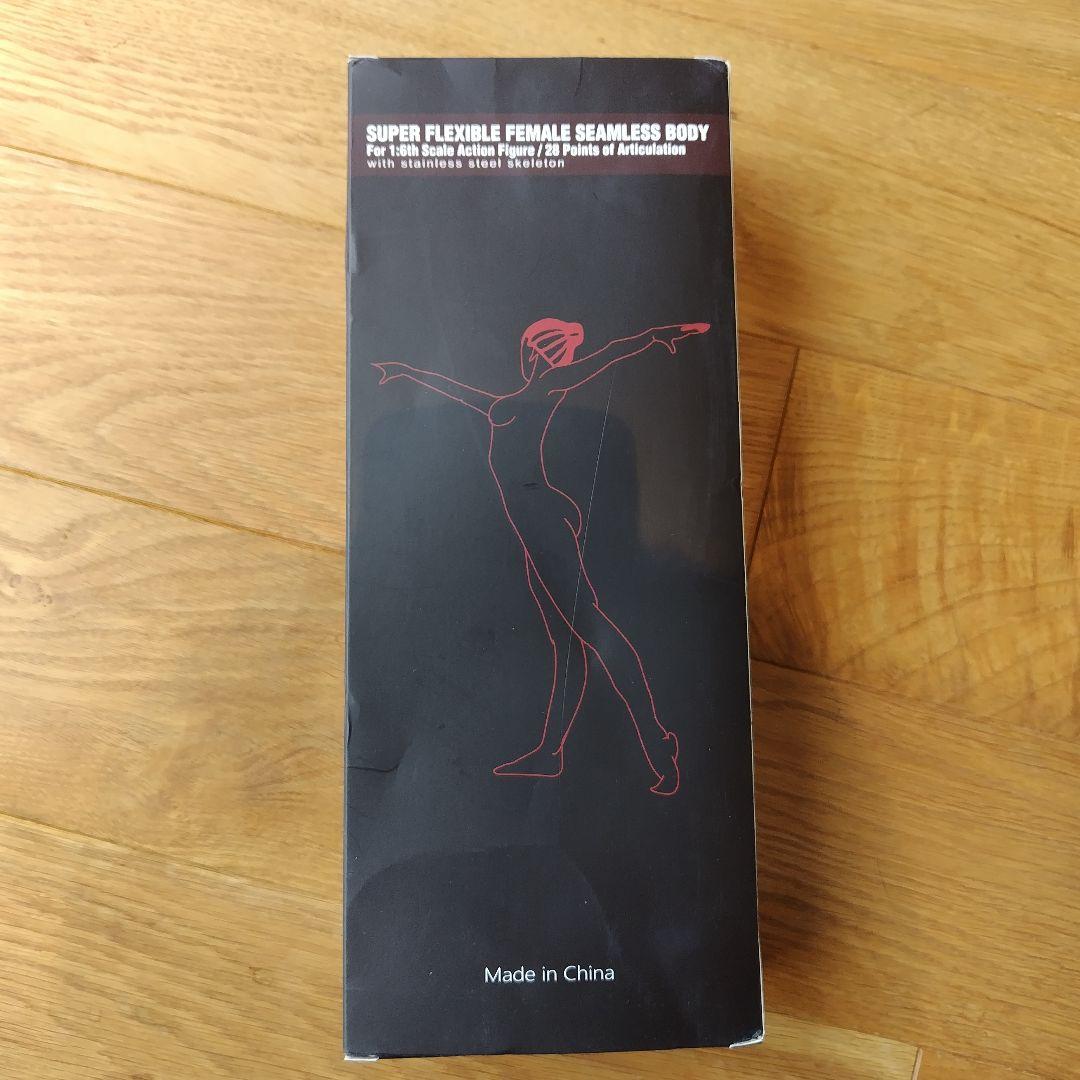 SUPER FLEXIBLE FEMALE SEAMLESS BODY
For 1:6th Scale Action Figure / 28 Points of Articulation
with stainless steel skeleton
Made in China